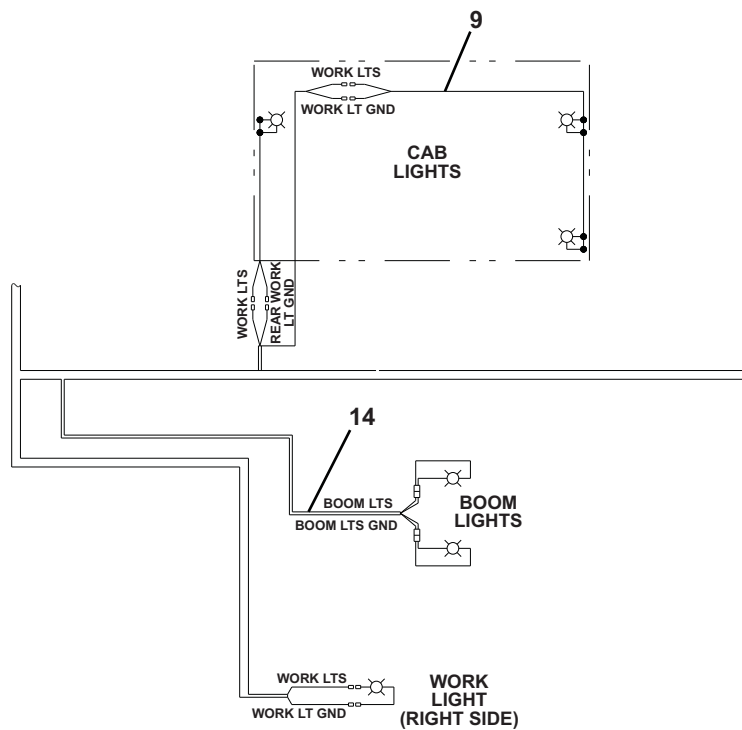 9
WORK LTS
WORK LT GND
CAB
LIGHTS
WORK LTS
REAR WORK
LT GND
14
BOOM LTS
BOOM LTS GND
BOOM
LIGHTS
WORK LTS
WORK LT GND
WORK
LIGHT
(RIGHT SIDE)